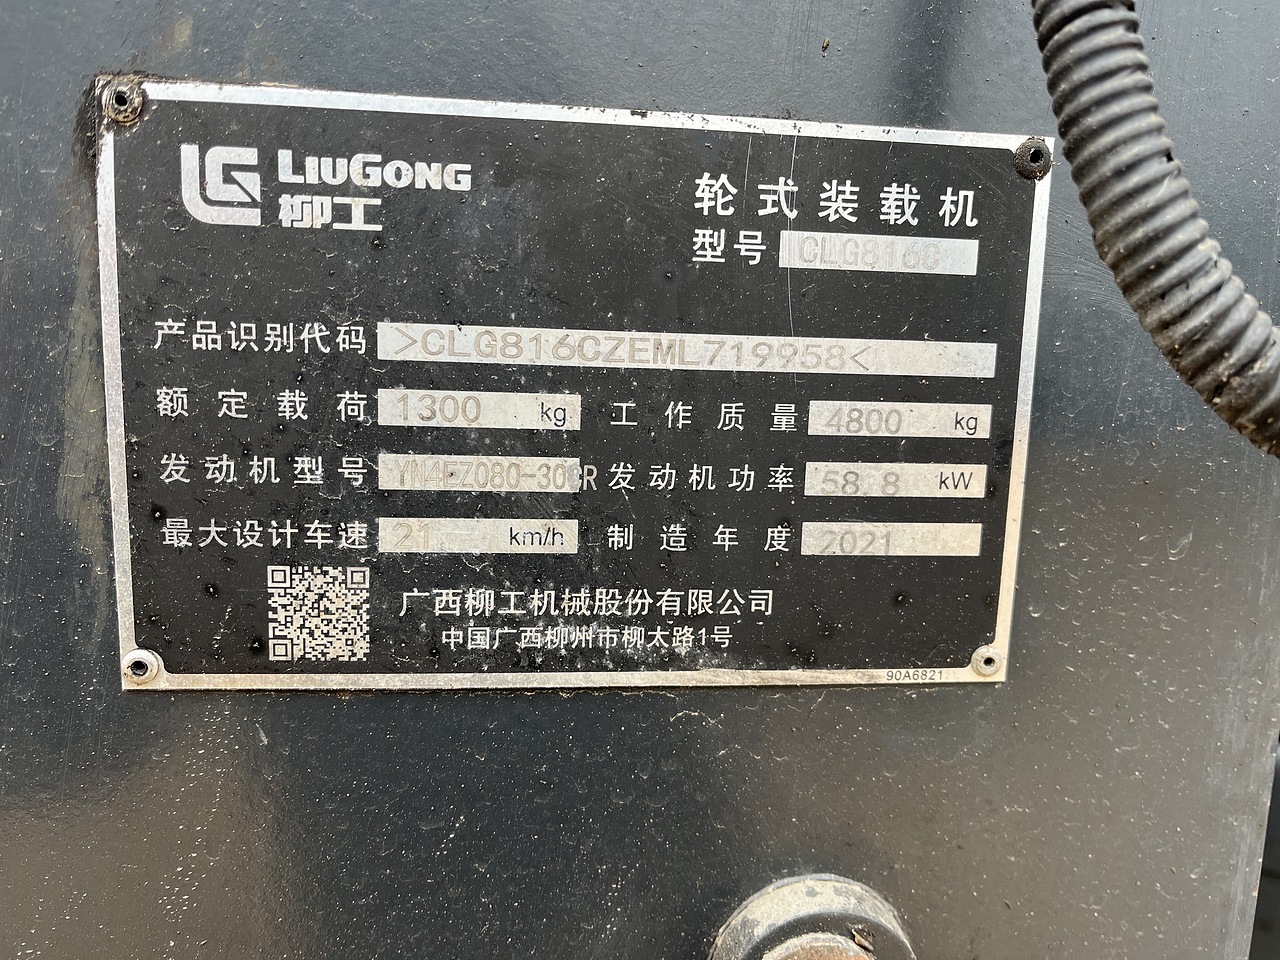 LIUGONG
柳工
轮式装载机
型号 CLG816C
产品识别代码 >CLG816CZEML719958<
额定载荷 1300 kg 工作质量 4800 kg
发动机型号 YN4EZ080-30CR 发动机功率 58.8 kW
最大设计车速 21 km/h 制造年度 2021
广西柳工机械股份有限公司
中国广西柳州市柳太路1号
90A6821